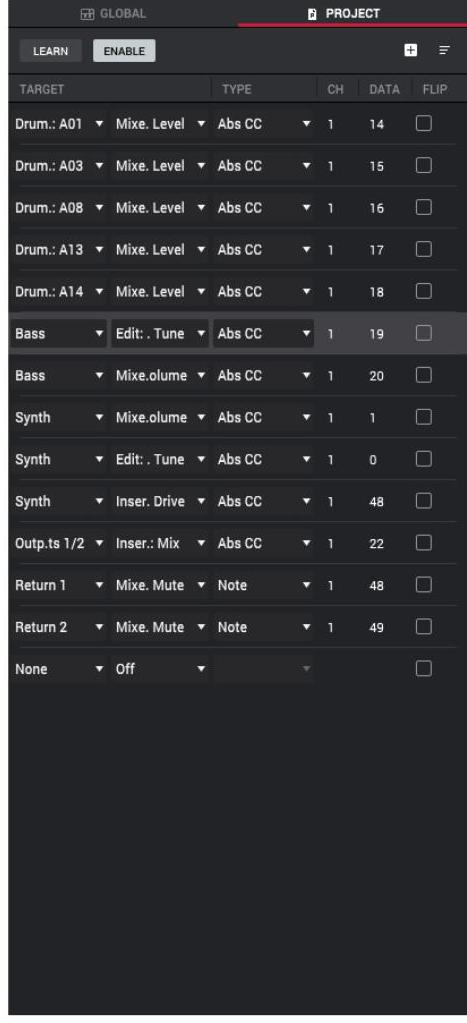 GLOBAL PROJECT
LEARN ENABLE
TARGET TYPE CH DATA FLIP
Drum.: A01 Mixe. Level Abs CC 1 14
Drum.: A03 Mixe. Level Abs CC 1 15
Drum.: A08 Mixe. Level Abs CC 1 16
Drum.: A13 Mixe. Level Abs CC 1 17
Drum.: A14 Mixe. Level Abs CC 1 18
Bass Edit: . Tune Abs CC 1 19
Bass Mixe.olume Abs CC 1 20
Synth Mixe.olume Abs CC 1 1
Synth Edit: . Tune Abs CC 1 0
Synth Inser. Drive Abs CC 1 48
Outp.ts 1/2 Inser.: Mix Abs CC 1 22
Return 1 Mixe. Mute Note 1 48
Return 2 Mixe. Mute Note 1 49
None Off